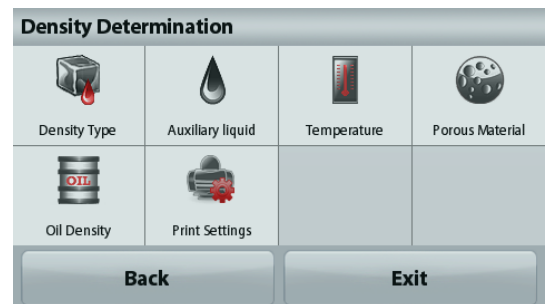 Density Determination
Density Type
Auxiliary liquid
Temperature
Porous Material
OIL
Oil Density
Print Settings
Back
Exit